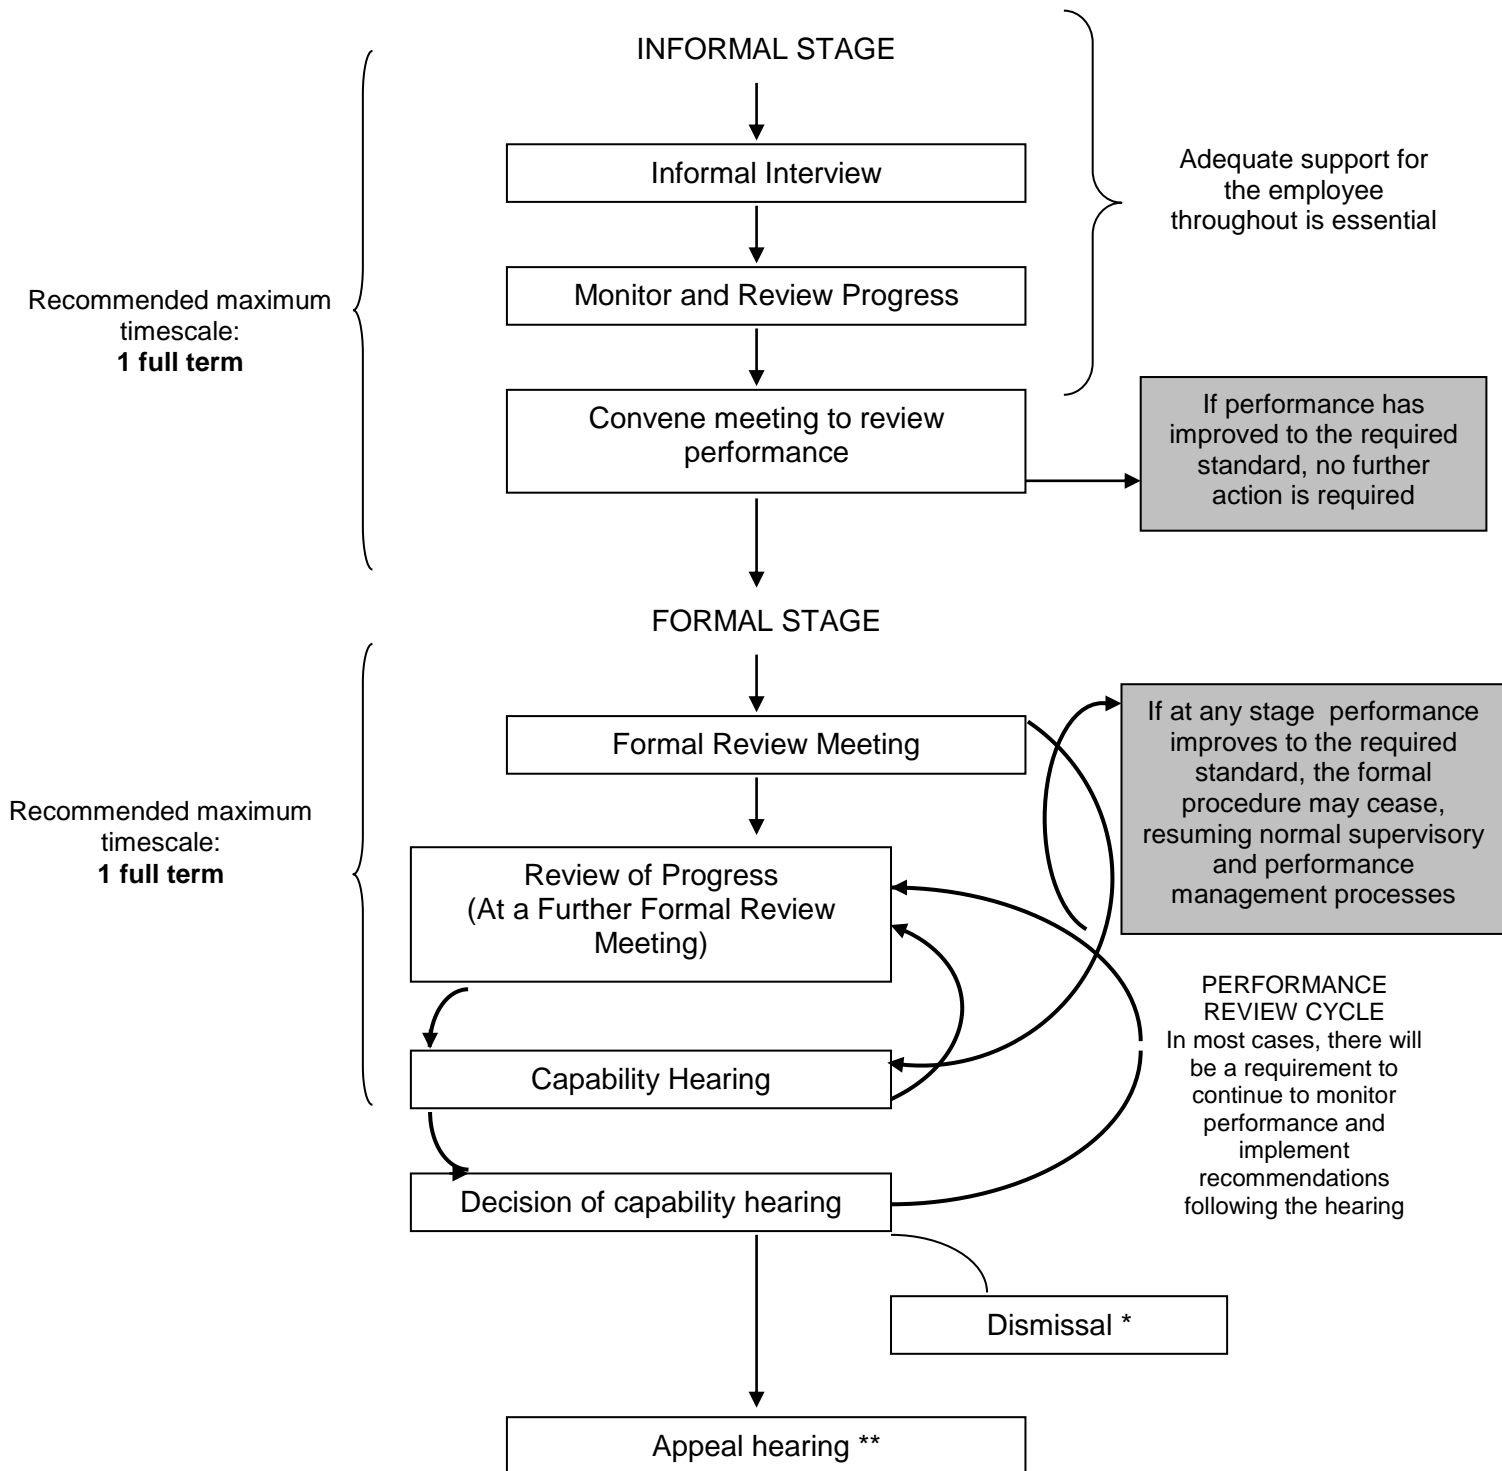 INFORMAL STAGE
Informal Interview
Adequate support for
the employee
throughout is essential
Monitor and Review Progress
Recommended maximum
timescale:
1 full term
Convene meeting to review
performance
If performance has
improved to the required
standard, no further
action is required
FORMAL STAGE
Formal Review Meeting
If at any stage performance
improves to the required
standard, the formal
procedure may cease,
resuming normal supervisory
and performance
management processes
Recommended maximum
timescale:
1 full term
Review of Progress
(At a Further Formal Review
Meeting)
PERFORMANCE
REVIEW CYCLE
In most cases, there will
be a requirement to
continue to monitor
performance and
implement
recommendations
following the hearing
Capability Hearing
Decision of capability hearing
Dismissal *
Appeal hearing **